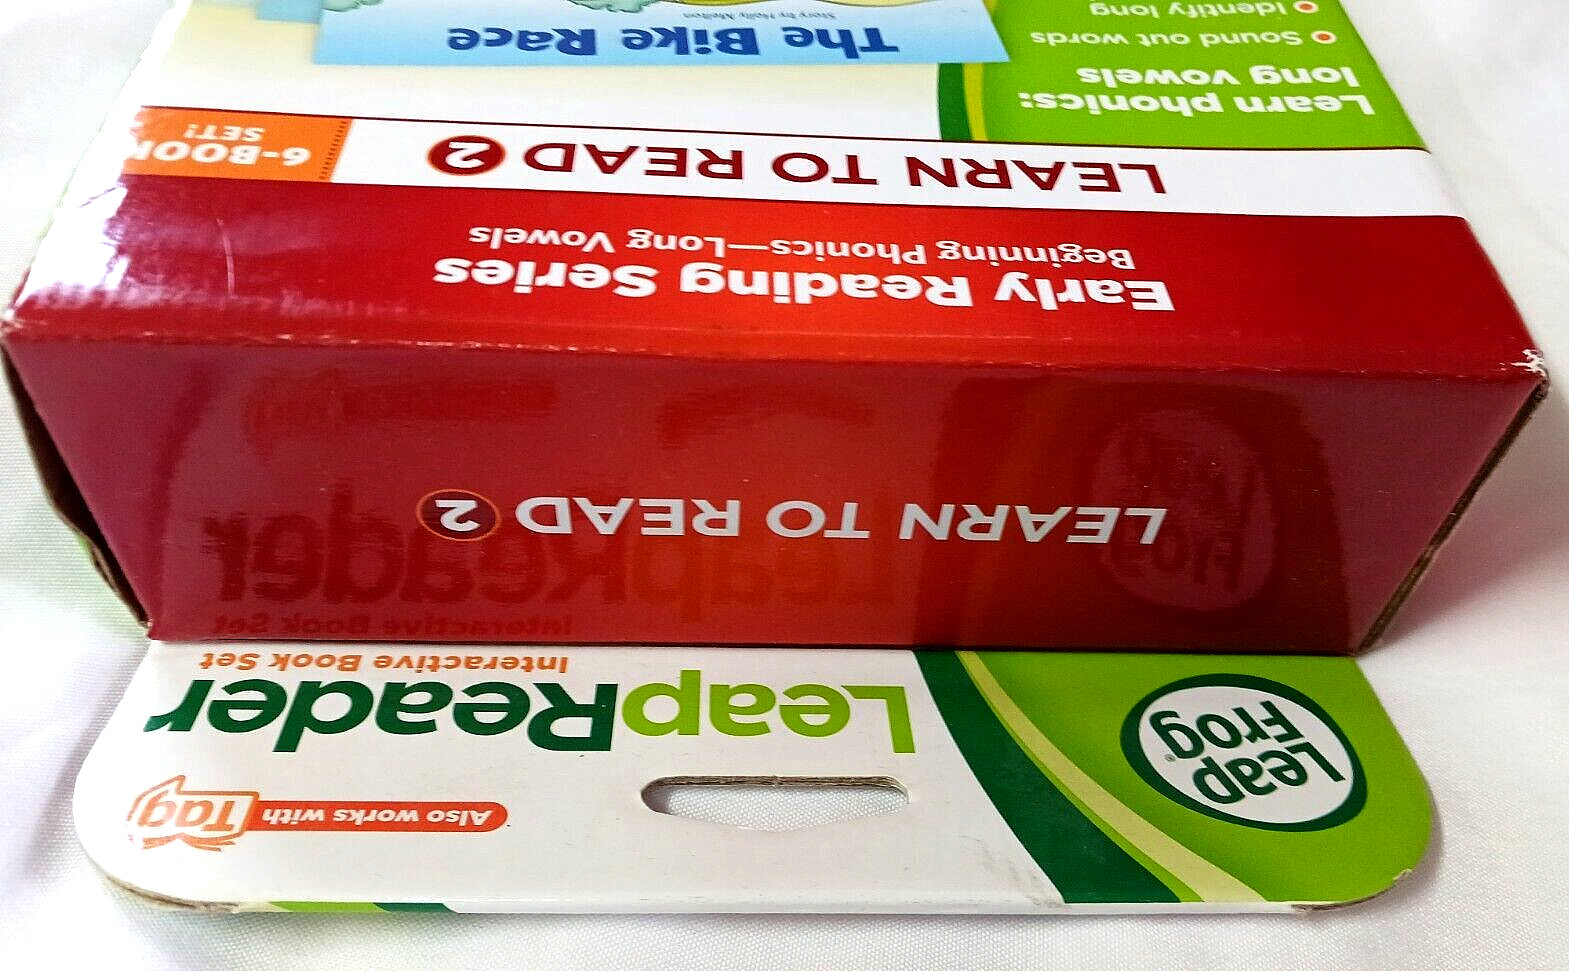 Also works with Tag
Leap
Frog
LeapReader
Interactive Book Set
LEARN TO READ 2
Early Reading Series
Beginning Phonics—Long Vowels
LEARN TO READ 2
6-BOOK
SET!
Learn phonics:
long vowels
Sound out words
Identify long
The Bike Race
Story by Holly Melton